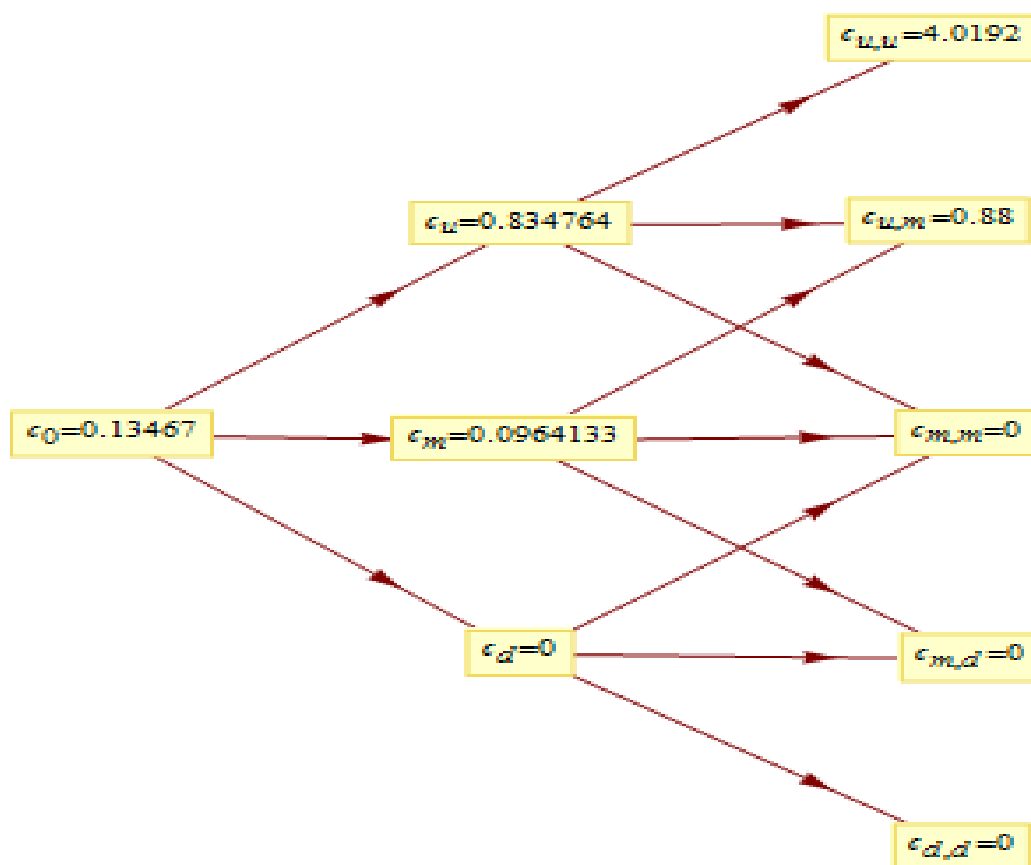 c_{u,u}=4.0192
c_u=0.834764
c_{u,m}=0.88
c_0=0.13467
c_m=0.0964133
c_{m,m}=0
c_d=0
c_{m,d}=0
c_{d,d}=0